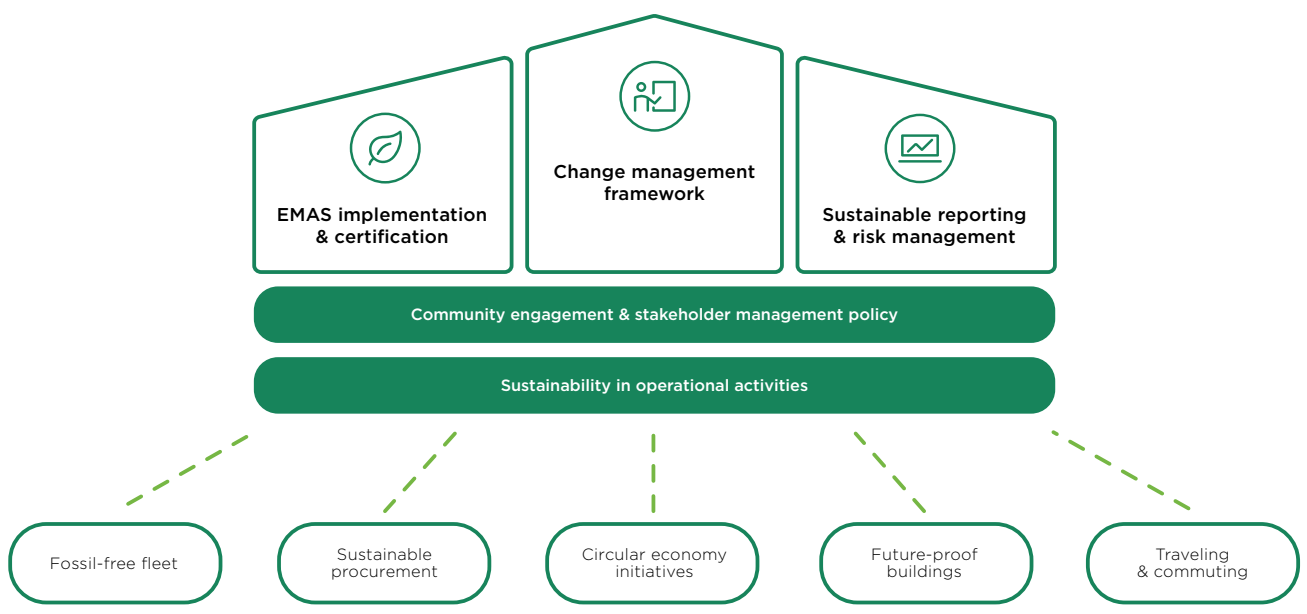 Change management
framework
EMAS implementation
& certification
Sustainable reporting
& risk management
Community engagement & stakeholder management policy
Sustainability in operational activities
Fossil-free fleet
Sustainable
procurement
Circular economy
initiatives
Future-proof
buildings
Traveling
& commuting